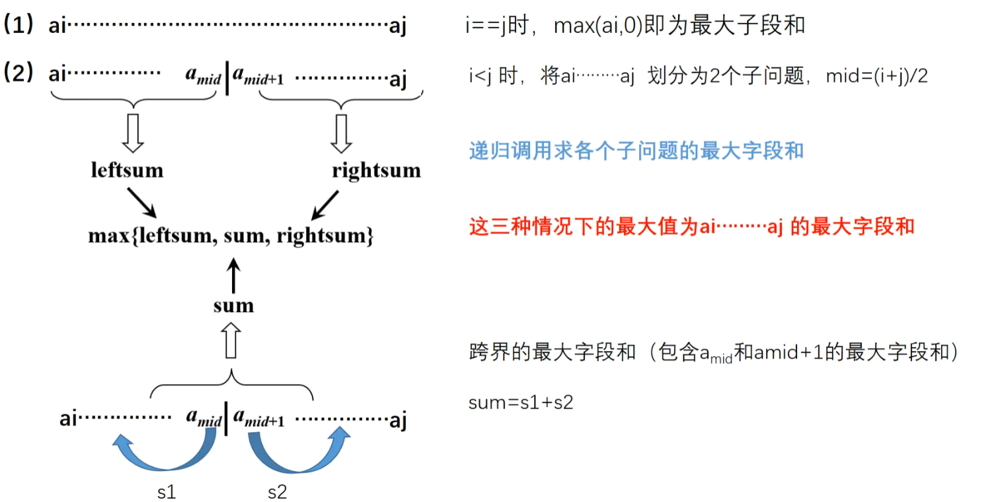 (1) ai·················································aj i==j时，max(ai,0)即为最大子段和
(2) ai··············· amid|amid+1 ···············aj i<j 时，将ai·········aj 划分为2个子问题，mid=(i+j)/2
递归调用求各个子问题的最大字段和
leftsum rightsum
max{leftsum, sum, rightsum} 这三种情况下的最大值为ai·········aj 的最大字段和
sum
跨界的最大字段和（包含amid和amid+1的最大字段和）
sum=s1+s2
ai··············· amid|amid+1 ···············aj
s1 s2